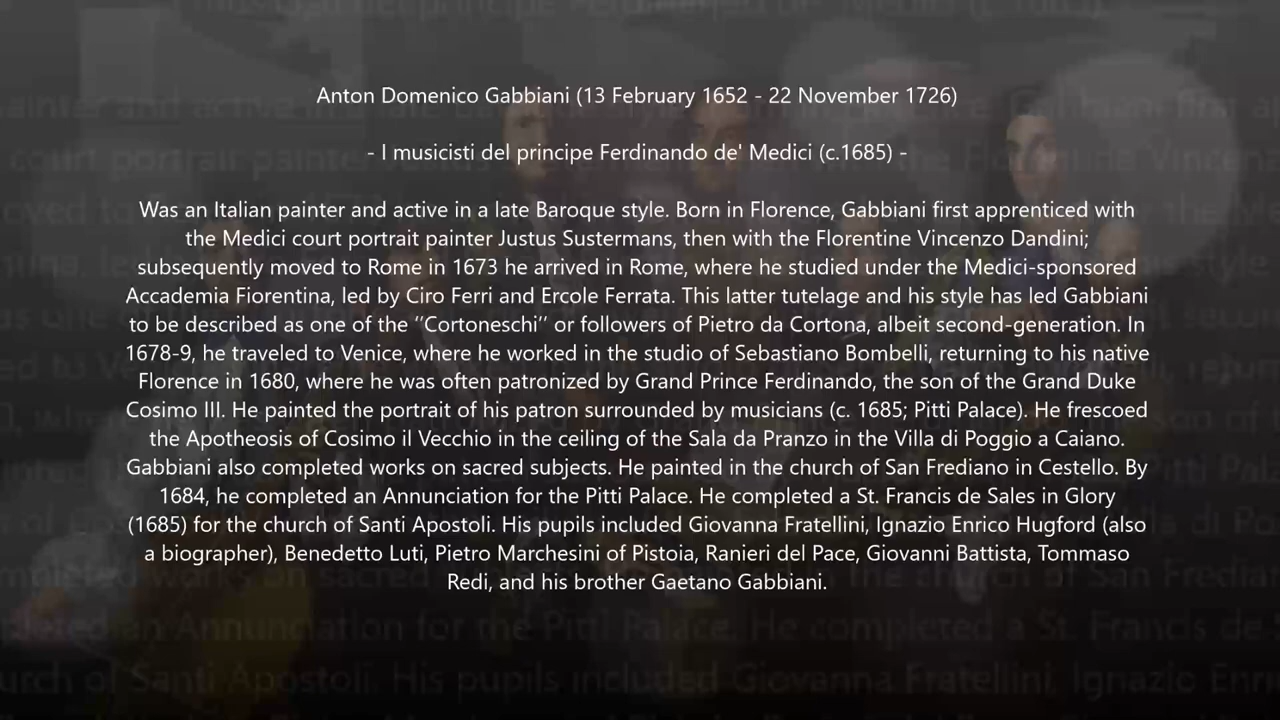 Anton Domenico Gabbiani (13 February 1652 - 22 November 1726)
- I musicisti del principe Ferdinando de' Medici (c.1685) -
Was an Italian painter and active in a late Baroque style. Born in Florence, Gabbiani first apprenticed with
the Medici court portrait painter Justus Sustermans, then with the Florentine Vincenzo Dandini;
subsequently moved to Rome in 1673 he arrived in Rome, where he studied under the Medici-sponsored
Accademia Fiorentina, led by Ciro Ferri and Ercole Ferrata. This latter tutelage and his style has led Gabbiani
to be described as one of the ‘’Cortoneschi’’ or followers of Pietro da Cortona, albeit second-generation. In
1678-9, he traveled to Venice, where he worked in the studio of Sebastiano Bombelli, returning to his native
Florence in 1680, where he was often patronized by Grand Prince Ferdinando, the son of the Grand Duke
Cosimo III. He painted the portrait of his patron surrounded by musicians (c. 1685; Pitti Palace). He frescoed
the Apotheosis of Cosimo il Vecchio in the ceiling of the Sala da Pranzo in the Villa di Poggio a Caiano.
Gabbiani also completed works on sacred subjects. He painted in the church of San Frediano in Cestello. By
1684, he completed an Annunciation for the Pitti Palace. He completed a St. Francis de Sales in Glory
(1685) for the church of Santi Apostoli. His pupils included Giovanna Fratellini, Ignazio Enrico Hugford (also
a biographer), Benedetto Luti, Pietro Marchesini of Pistoia, Ranieri del Pace, Giovanni Battista, Tommaso
Redi, and his brother Gaetano Gabbiani.